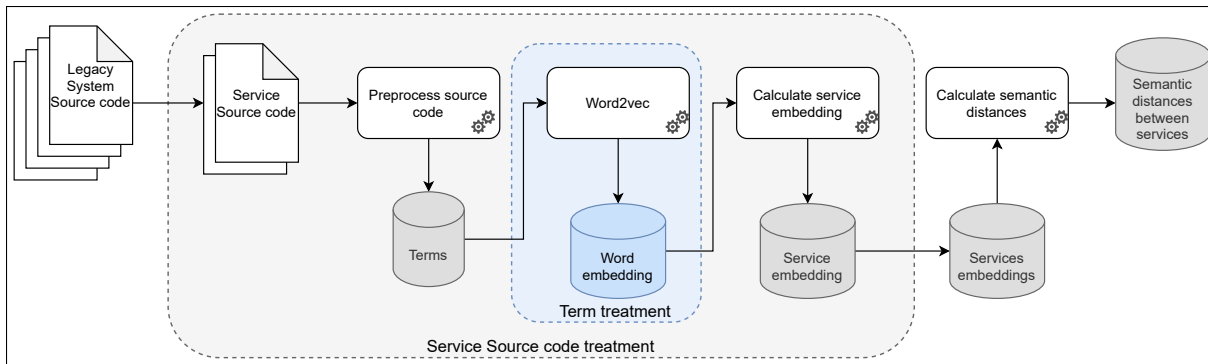 Legacy
System
Source code
Service
Source code
Preprocess source
code
Word2vec
Calculate service
embedding
Calculate semantic
distances
Semantic
distances
between
services
Terms
Word
embedding
Service
embedding
Services
embeddings
Term treatment
Service Source code treatment